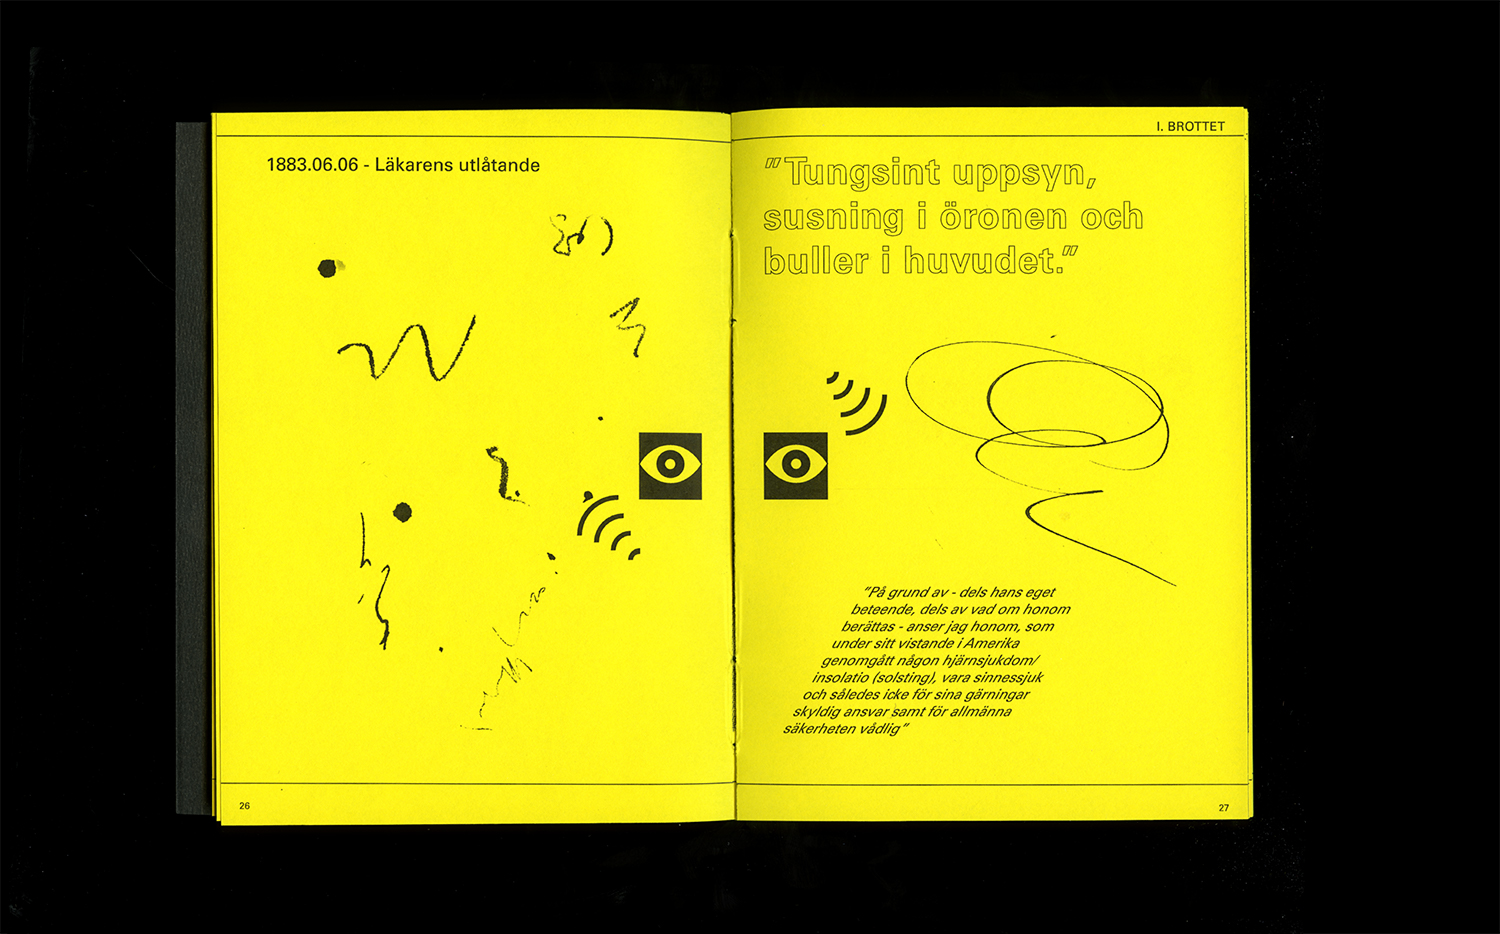 1883.06.06 - Läkarens utlåtande
26
I. BROTTET
"Tungsint uppsyn,
susning i öronen och
buller i huvudet."
"På grund av - dels hans eget
beteende, dels av vad om honom
berättas - anser jag honom, som
under sitt vistande i Amerika
genomgått någon hjärnsjukdom/
insolatio (solsting), vara sinnessjuk
och således icke för sina gärningar
skyldig ansvar samt för allmänna
säkerheten vådlig"
27